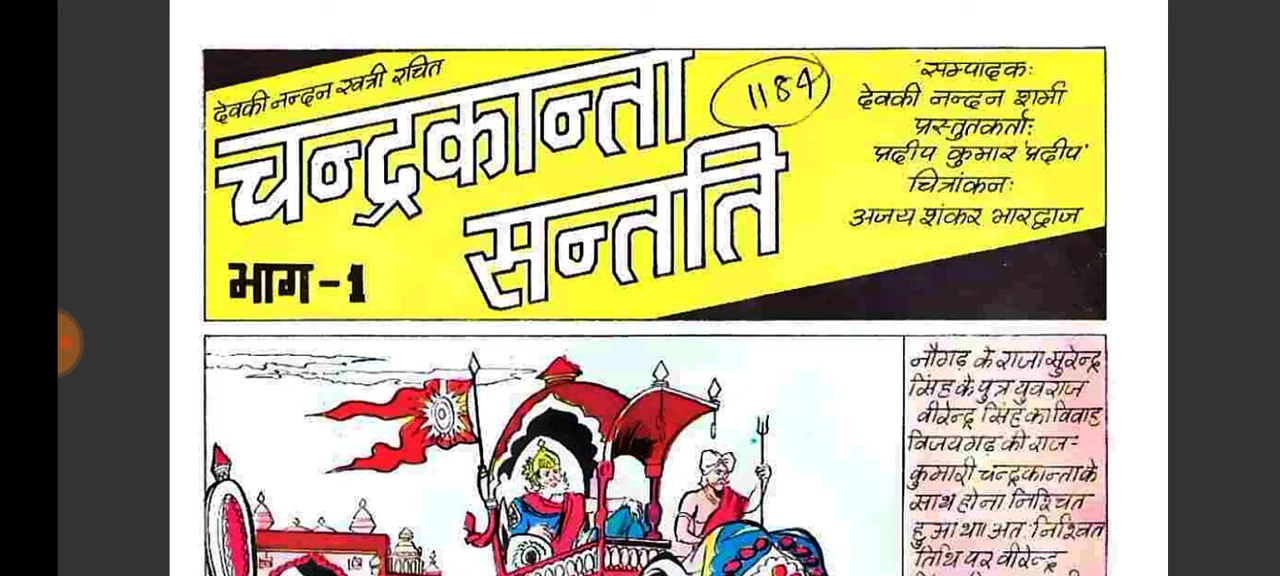 देवकी नन्दन खत्री रचित
चन्द्रकान्ता
सन्तति
भाग - 1
1184
सम्पादकः
देवकी नन्दन शर्मा
प्रस्तुतकर्ताः
प्रदीप कुमार 'प्रदीप'
चित्रांकनः
अजय शंकर भारद्वाज
नौगढ़ के राजा सुरेन्द्र
सिंह के पुत्र युवराज
वीरेन्द्र सिंह का विवाह
विजयगढ़ की राज-
कुमारी चन्द्रकान्ता के
साथ होना निश्चित
हुआ था। अतः निश्चित
तिथि पर वीरेन्द्र